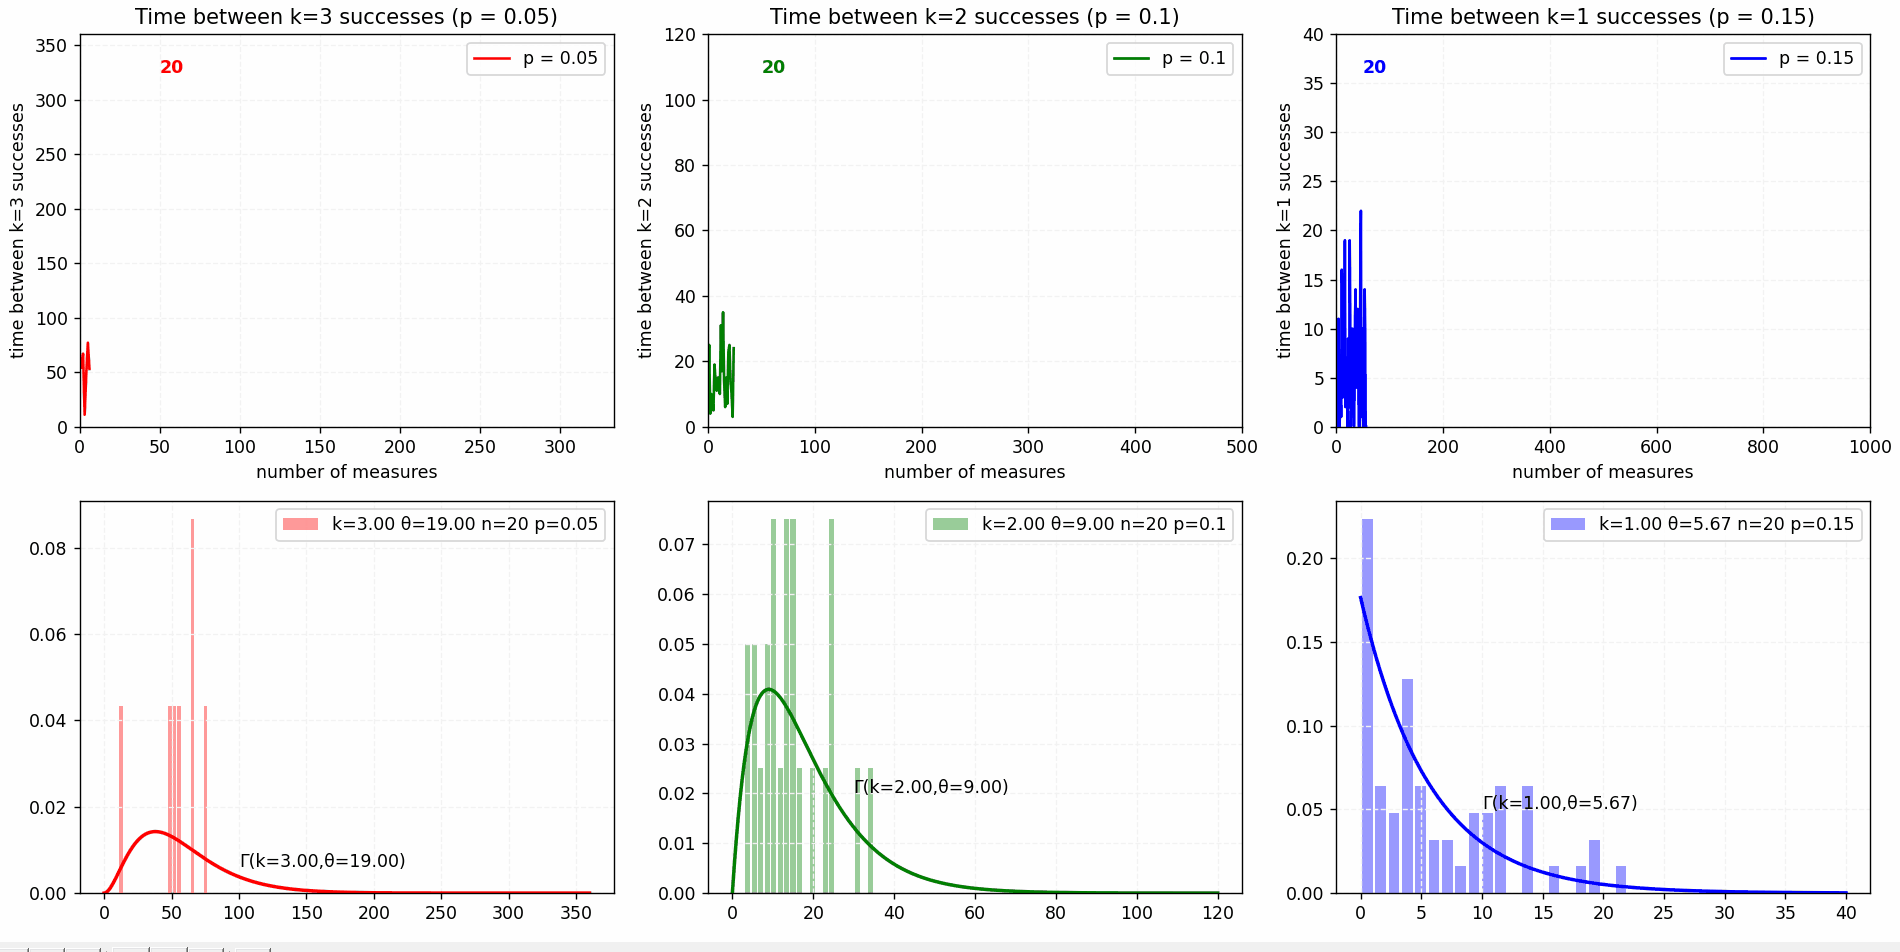 Time between k=3 successes (p = 0.05)
time between k=3 successes
350
300
250
200
150
100
50
0
20
p = 0.05
0 50 100 150 200 250 300
number of measures
Time between k=2 successes (p = 0.1)
time between k=2 successes
120
100
80
60
40
20
0
20
p = 0.1
0 100 200 300 400 500
number of measures
Time between k=1 successes (p = 0.15)
time between k=1 successes
40
35
30
25
20
15
10
5
0
20
p = 0.15
0 200 400 600 800 1000
number of measures
k=3.00 θ=19.00 n=20 p=0.05
0.08
0.06
0.04
0.02
0.00
Γ(k=3.00,θ=19.00)
0 50 100 150 200 250 300 350
k=2.00 θ=9.00 n=20 p=0.1
0.07
0.06
0.05
0.04
0.03
0.02
0.01
0.00
Γ(k=2.00,θ=9.00)
0 20 40 60 80 100 120
k=1.00 θ=5.67 n=20 p=0.15
0.20
0.15
0.10
0.05
0.00
Γ(k=1.00,θ=5.67)
0 5 10 15 20 25 30 35 40